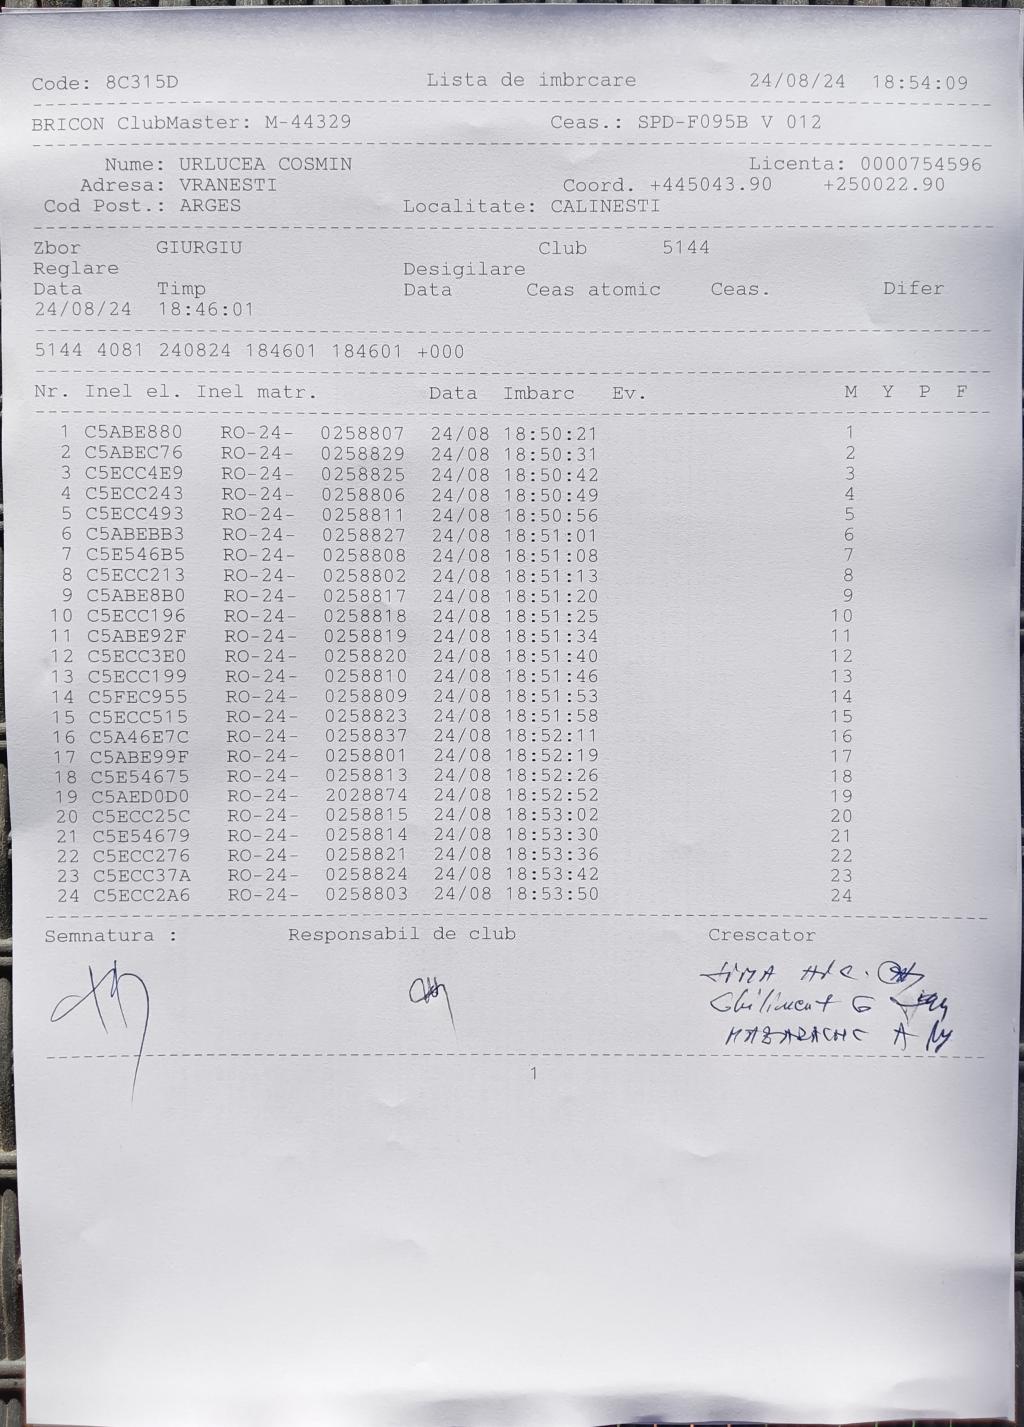 Code: 8C315D Lista de imbrcare 24/08/24 18:54:09
BRICON ClubMaster: M-44329 Ceas.: SPD-F095B V 012
Nume: URLUCEA COSMIN Licenta: 0000754596
Adresa: VRANESTI Coord. +445043.90 +250022.90
Cod Post.: ARGES Localitate: CALINESTI
Zbor GIURGIU Club 5144
Reglare Desigilare
Data Timp Data Ceas atomic Ceas. Difer
24/08/24 18:46:01
5144 4081 240824 184601 184601 +000
Nr. Inel el. Inel matr. Data Imbarc Ev. M Y P F
1 C5ABE880 RO-24- 0258807 24/08 18:50:21 1
2 C5ABEC76 RO-24- 0258829 24/08 18:50:31 2
3 C5ECC4E9 RO-24- 0258825 24/08 18:50:42 3
4 C5ECC243 RO-24- 0258806 24/08 18:50:49 4
5 C5ECC493 RO-24- 0258811 24/08 18:50:56 5
6 C5ABEBB3 RO-24- 0258827 24/08 18:51:01 6
7 C5E546B5 RO-24- 0258808 24/08 18:51:08 7
8 C5ECC213 RO-24- 0258802 24/08 18:51:13 8
9 C5ABE8B0 RO-24- 0258817 24/08 18:51:20 9
10 C5ECC196 RO-24- 0258818 24/08 18:51:25 10
11 C5ABE92F RO-24- 0258819 24/08 18:51:34 11
12 C5ECC3E0 RO-24- 0258820 24/08 18:51:40 12
13 C5ECC199 RO-24- 0258810 24/08 18:51:46 13
14 C5FEC955 RO-24- 0258809 24/08 18:51:53 14
15 C5ECC515 RO-24- 0258823 24/08 18:51:58 15
16 C5A46E7C RO-24- 0258837 24/08 18:52:11 16
17 C5ABE99F RO-24- 0258801 24/08 18:52:19 17
18 C5E54675 RO-24- 0258813 24/08 18:52:26 18
19 C5AED0D0 RO-24- 2028874 24/08 18:52:52 19
20 C5ECC25C RO-24- 0258815 24/08 18:53:02 20
21 C5E54679 RO-24- 0258814 24/08 18:53:30 21
22 C5ECC276 RO-24- 0258821 24/08 18:53:36 22
23 C5ECC37A RO-24- 0258824 24/08 18:53:42 23
24 C5ECC2A6 RO-24- 0258803 24/08 18:53:50 24
Semnatura : Responsabil de club Crescator
1